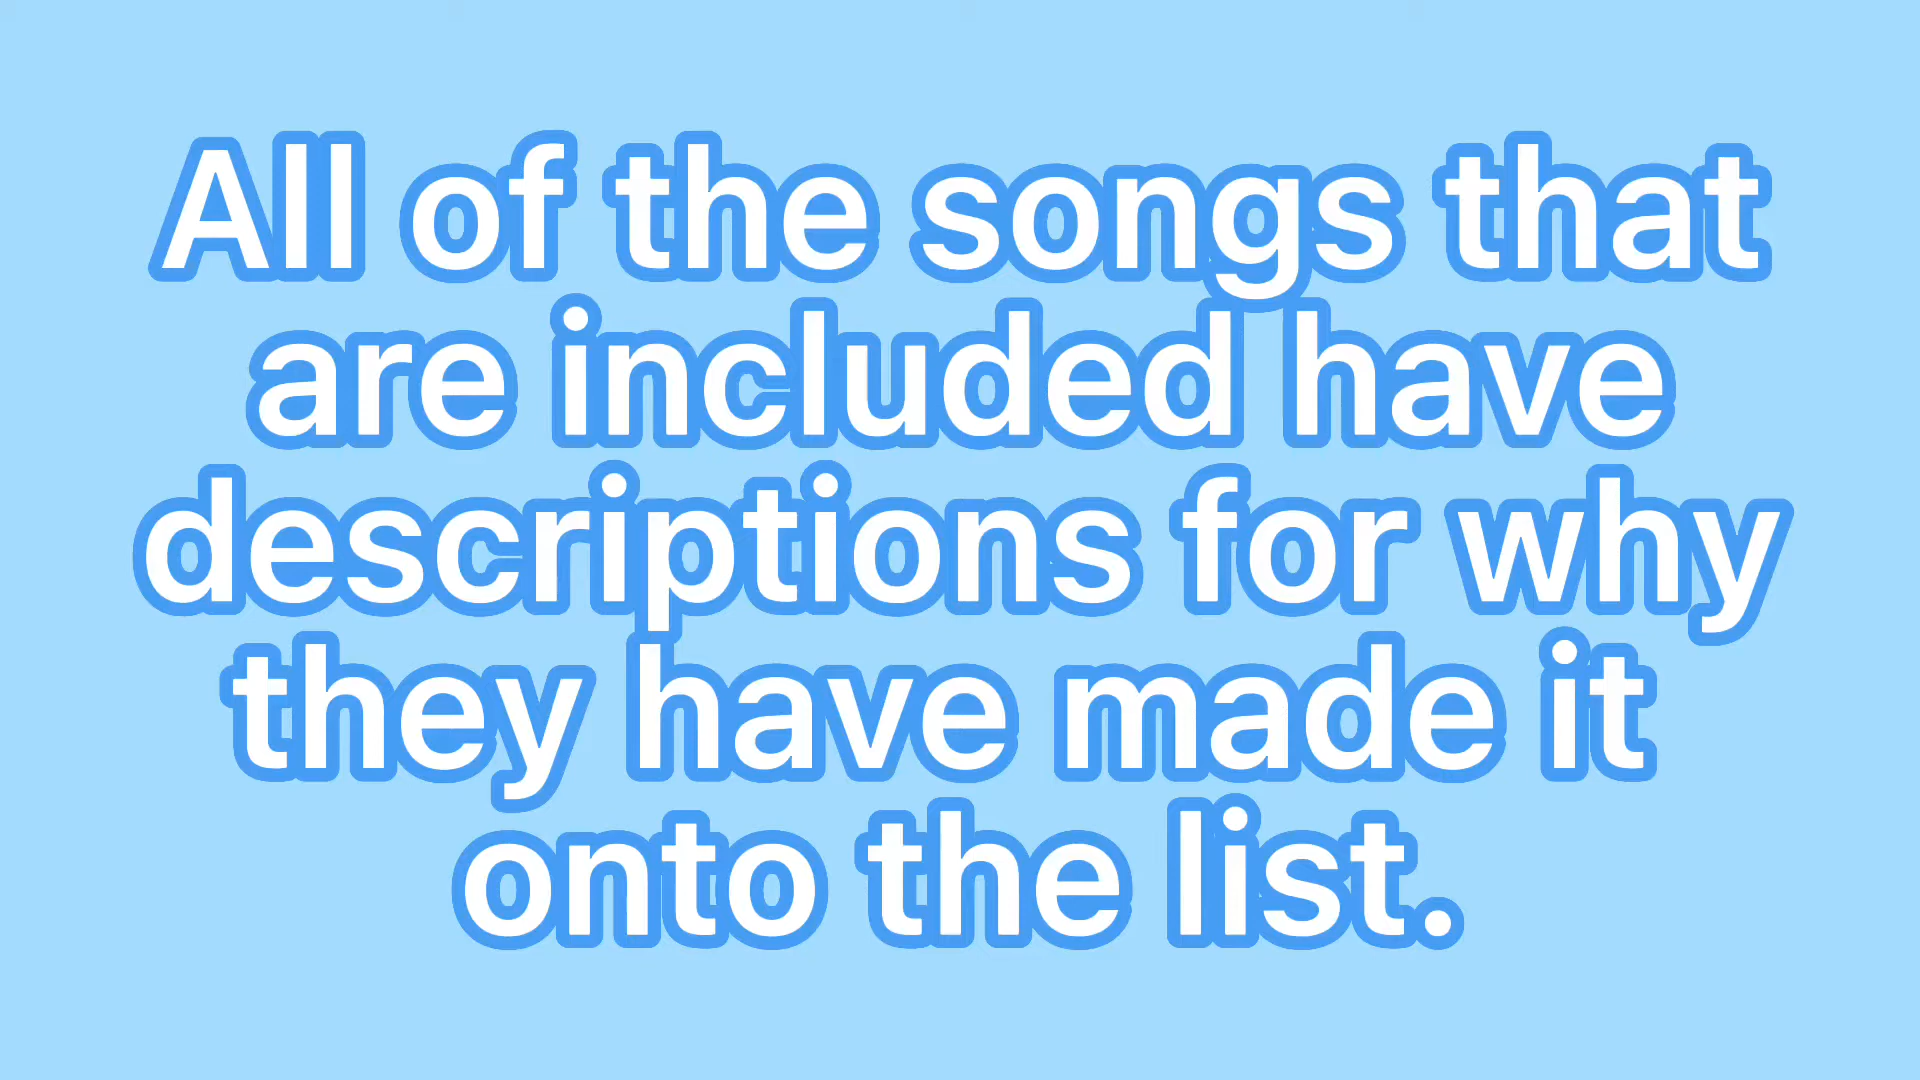 All of the songs that
are included have
descriptions for why
they have made it
onto the list.